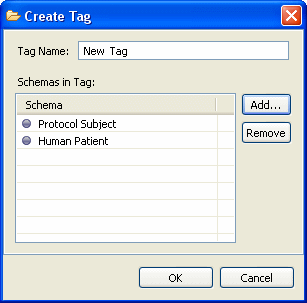 Create Tag
Tag Name: New Tag
Schemas in Tag:
Schema
Add...
Protocol Subject
Remove
Human Patient
OK Cancel